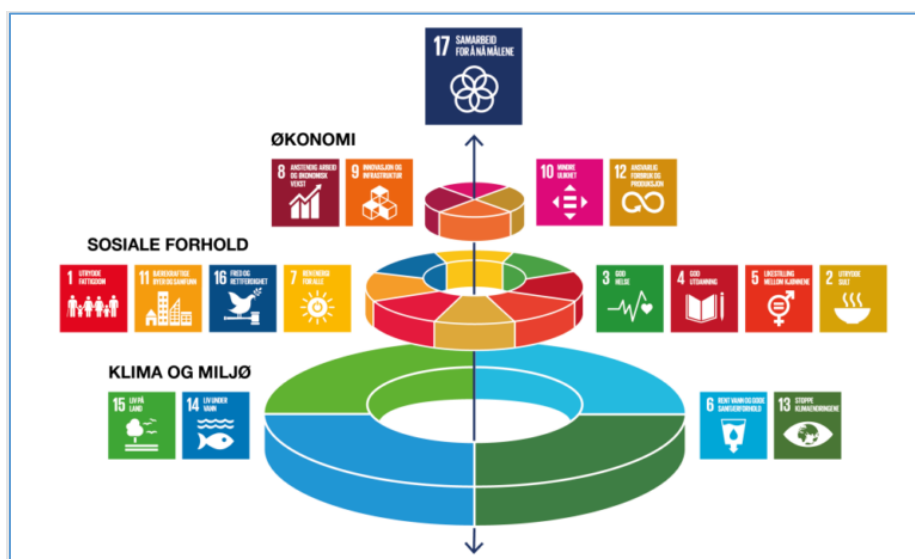 17 SAMARBEID
FOR Å NÅ MÅLENE
ØKONOMI
8 ANSTENDIG ARBEID
OG ØKONOMISK
VEKST
9 INNOVASJON OG
INFRASTRUKTUR
10 MINDRE
ULIKHET
12 ANSVARLIG
FORBRUK OG
PRODUKSJON
SOSIALE FORHOLD
1 UTRYDDE
FATTIGDOM
11 BÆREKRAFTIGE
BYER OG SAMFUNN
16 FRED OG
RETTFERDIGHET
7 REN ENERGI
FOR ALLE
3 GOD
HELSE
4 GOD
UTDANNING
5 LIKESTILLING
MELLOM KJØNNENE
2 UTRYDDE
SULT
KLIMA OG MILJØ
15 LIV PÅ
LAND
14 LIV UNDER
VANN
6 RENT VANN OG GODE
SANITÆRFORHOLD
13 STOPPE
KLIMAENDRINGENE